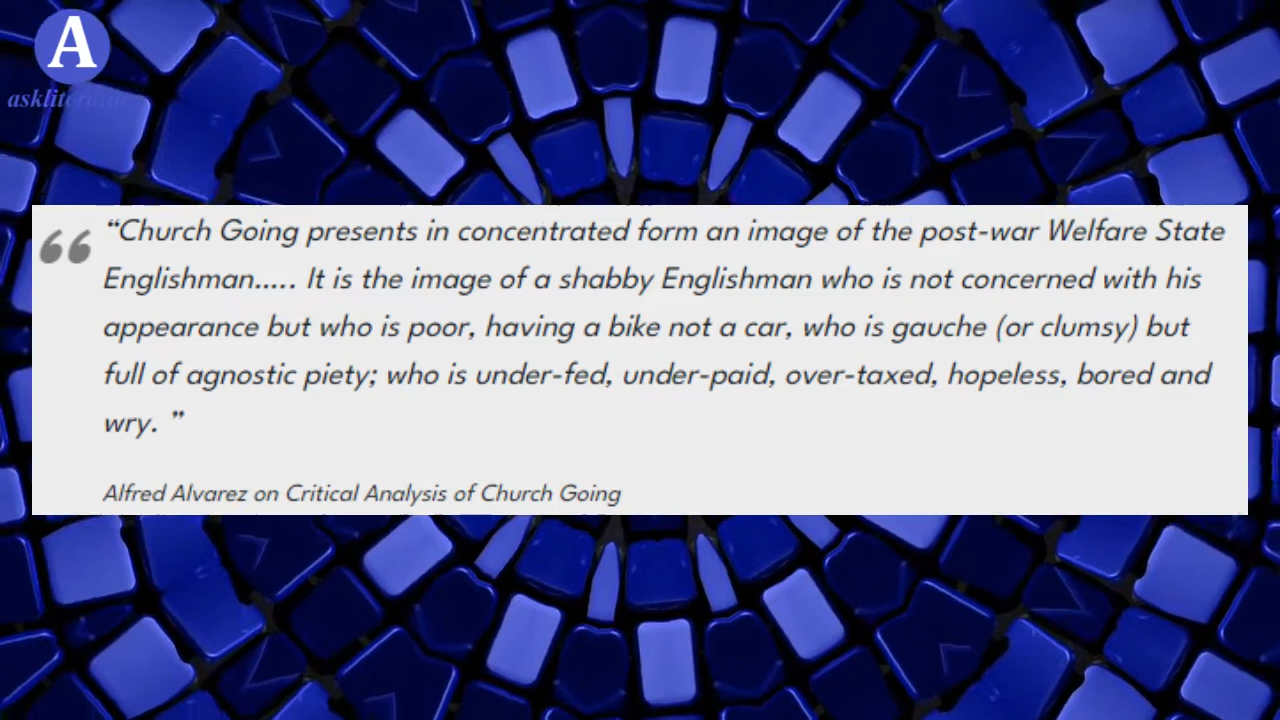 A
“Church Going presents in concentrated form an image of the post-war Welfare State
Englishman..... It is the image of a shabby Englishman who is not concerned with his
appearance but who is poor, having a bike not a car, who is gauche (or clumsy) but
full of agnostic piety; who is under-fed, under-paid, over-taxed, hopeless, bored and
wry. ”
Alfred Alvarez on Critical Analysis of Church Going